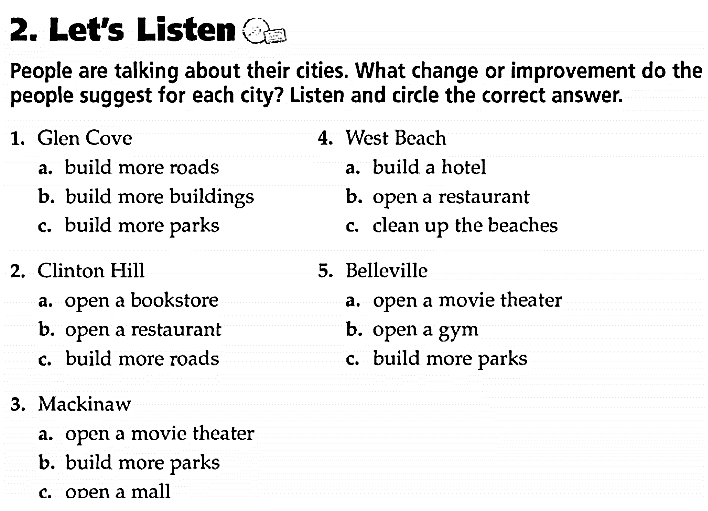 2. Let's Listen
People are talking about their cities. What change or improvement do the
people suggest for each city? Listen and circle the correct answer.
1. Glen Cove
a. build more roads
b. build more buildings
c. build more parks
2. Clinton Hill
a. open a bookstore
b. open a restaurant
c. build more roads
3. Mackinaw
a. open a movie theater
b. build more parks
c. open a mall
4. West Beach
a. build a hotel
b. open a restaurant
c. clean up the beaches
5. Belleville
a. open a movie theater
b. open a gym
c. build more parks